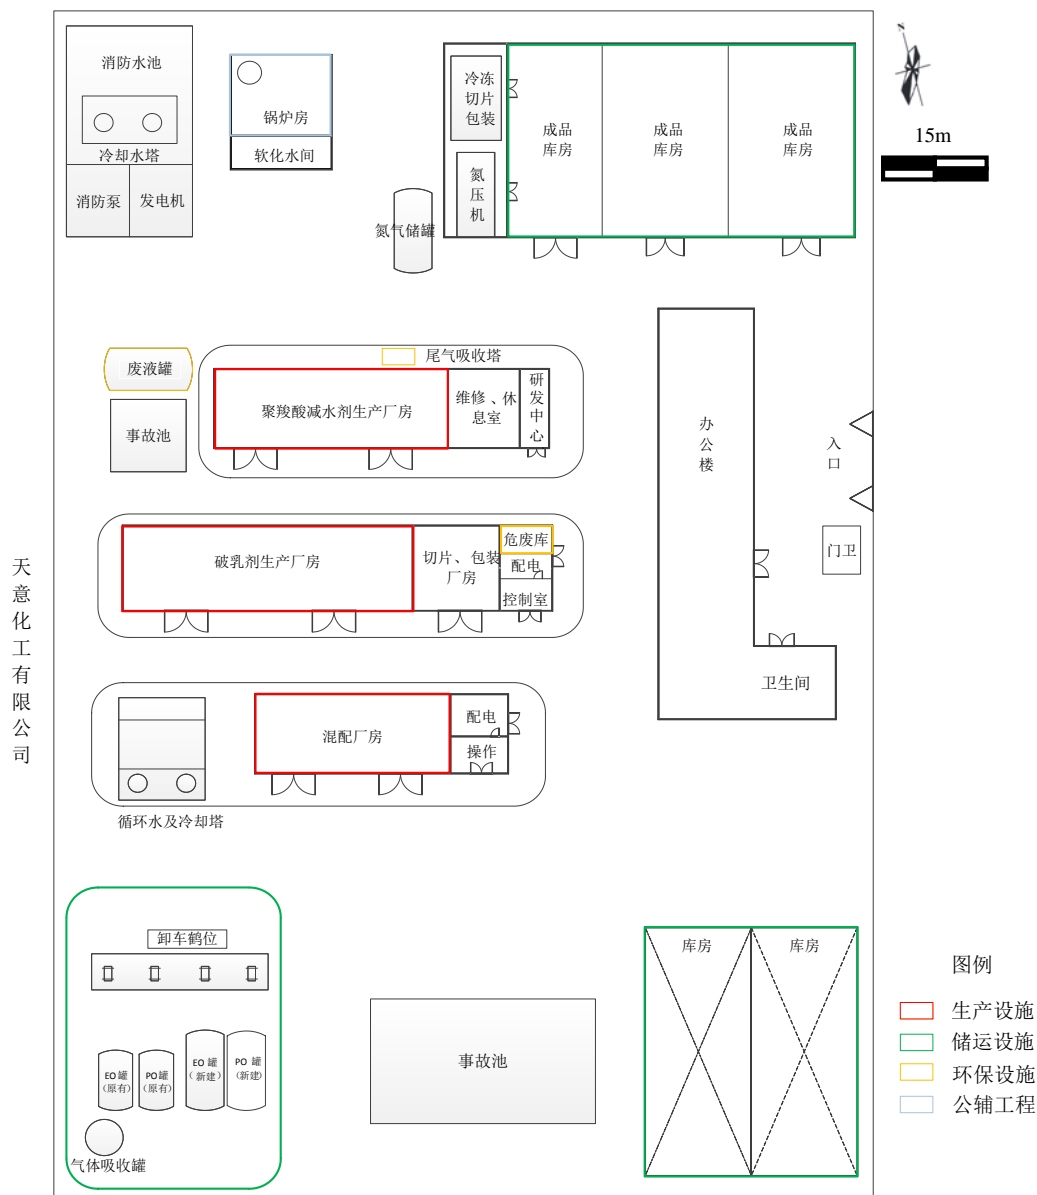 消防水池
冷却水塔
消防泵
发电机
锅炉房
软化水间
氮气储罐
冷冻
切片
包装
氮
压
机
成品
库房
成品
库房
成品
库房
N
15m
废液罐
事故池
尾气吸收塔
聚羧酸减水剂生产厂房
维修、休
息室
研
发
中
心
办
公
楼
入
口
门卫
卫生间
破乳剂生产厂房
切片、包装
厂房
危废库
配电
控制室
天
意
化
工
有
限
公
司
混配厂房
配电
操作
循环水及冷却塔
卸车鹤位
EO罐
(原有)
PO罐
(原有)
EO 罐
(新建)
PO 罐
(新建)
气体吸收罐
事故池
库房
库房
图例
生产设施
储运设施
环保设施
公辅工程